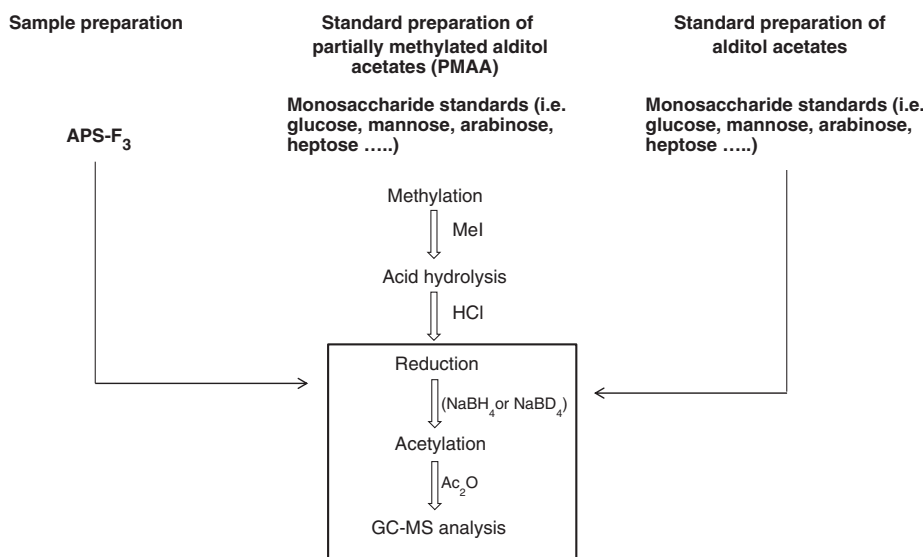 Sample preparation
Standard preparation of
partially methylated alditol
acetates (PMAA)
Standard preparation of
alditol acetates
APS-F3
Monosaccharide standards (i.e.
glucose, mannose, arabinose,
heptose .....)
Monosaccharide standards (i.e.
glucose, mannose, arabinose,
heptose .....)
Methylation
MeI
Acid hydrolysis
HCl
Reduction
(NaBH4 or NaBD4)
Acetylation
Ac2O
GC-MS analysis